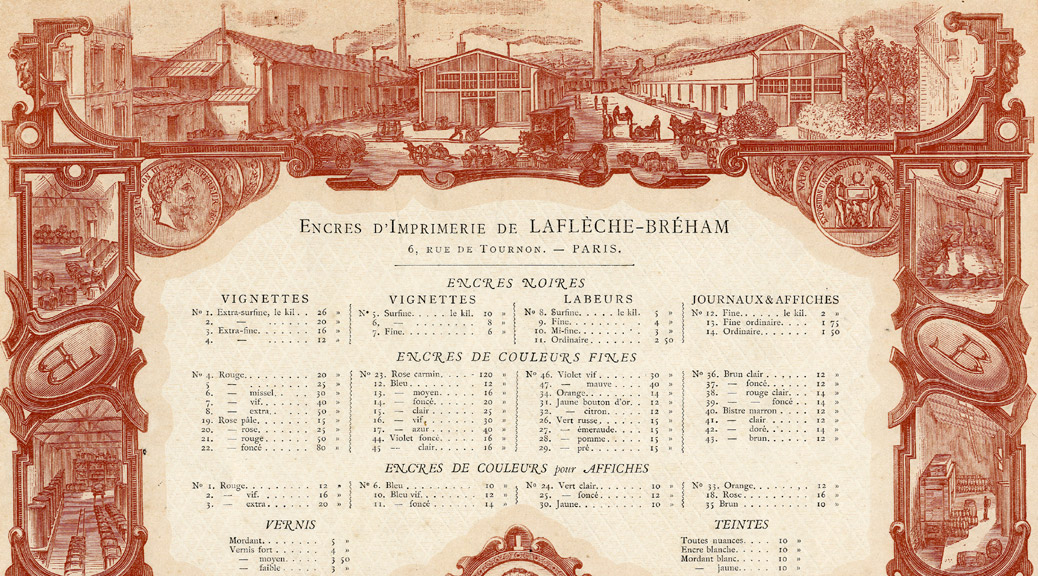 ENCRES D'IMPRIMERIE DE LAFLÈCHE-BRÉHAM
6, RUE DE TOURNON. — PARIS.
ENCRES NOIRES
VIGNETTES
Nº 1. Extra-surfine, le kil. . 26 »
2. — . . . . 20 »
3. Extra-fine. . . . . 16 »
4. — . . . . . 12 »
VIGNETTES
Nº 5. Surfine. . . . le kil. 10 »
6. — . . . . . . . 8 »
7. Fine. . . . . . . . 6 »
LABEURS
Nº 8. Surfine. . . . . le kil. 5 »
9. Fine. . . . . . . . 4 »
10. Mi-fine. . . . . . . 3 »
11. Ordinaire. . . . . . 2 50
JOURNAUX & AFFICHES
Nº 12. Fine. . . . . le kil. 2 »
13. Fine ordinaire. . . . 1 75
14. Ordinaire. . . . . . 1 50
ENCRES DE COULEURS FINES
Nº 4. Rouge. . . . . . . 20 »
5 — . . . . . . . 25 »
6. — missel. . . . . 30 »
7. — vif. . . . . . 40 »
8. — extra. . . . . 50 »
19. Rose pâle. . . . . . 15 »
20. — rose. . . . . . 25 »
21. — rouge . . . . . 50 »
22. — foncé . . . . . 80 »
Nº 23. Rose carmin. . . . . 120 »
12. Bleu. . . . . . . . 12 »
13. — moyen. . . . . 16 »
14. — foncé. . . . . 20 »
15. — clair. . . . . 25 »
16. — vif. . . . . . 30 »
17. — azur . . . . . 40 »
44. Violet foncé. . . . . 16 »
45 — clair. . . . . 16 »
Nº 46. Violet vif . . . . . 30 »
47. — mauve. . . . . 40 »
34. Orange. . . . . . . 14 »
31. Jaune bouton d'or. . . 12 »
32. — citron. . . . . 12 »
26. Vert russe. . . . . . 15 »
27. — émeraude. . . . 15 »
28. — pomme. . . . . 15 »
29. — pré. . . . . . 15 »
Nº 36. Brun clair . . . . . 12 »
37. — foncé. . . . . 12 »
38. — rouge clair . . . 14 »
39. — — foncé . . 14 »
40. Bistre marron . . . . 12 »
41. — clair . . . . . 12 »
42. — doré. . . . . . 14 »
43. — brun. . . . . . 12 »
ENCRES DE COULEURS pour AFFICHES
Nº 1. Rouge. . . . . . . 12 »
2. — vif. . . . . . 16 »
3. — extra. . . . . 20 »
Nº 6. Bleu . . . . . . . 10 »
10. Bleu vif. . . . . . . 12 »
11. — foncé . . . . . 14 »
Nº 24. Vert clair. . . . . . 10 »
25. — foncé . . . . . 12 »
30. Jaune. . . . . . . . 10 »
Nº 33. Orange. . . . . . . 12 »
18. Rose. . . . . . . . 16 »
35 Brun . . . . . . . 10 »
VERNIS
Mordant. . . . . . . . 5 »
Vernis fort . . . . . . . 4 »
— moyen. . . . . . 3 50
— faible . . . . . . 3 »
TEINTES
Toutes nuances. . . . . 10 »
Encre blanche. . . . . . 10 »
Mordant blanc. . . . . . 10 »
— jaune. . . . . . 10 »
B